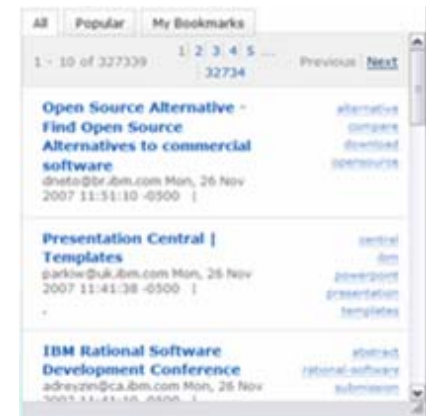 All Popular My Bookmarks
1 2 3 4 5 ...
1 - 10 of 327339 Previous Next
32734
Open Source Alternative - alternative
Find Open Source compare
Alternatives to commercial download
software opensource
dneto@br.ibm.com Mon, 26 Nov
2007 11:51:10 -0500 |
Presentation Central | central
Templates ibm
parkiw@uk.ibm.com Mon, 26 Nov powerpoint
2007 11:41:38 -0500 | presentation
. templates
IBM Rational Software abstract
Development Conference rational-software
adreyzin@ca.ibm.com Mon, 26 Nov submission